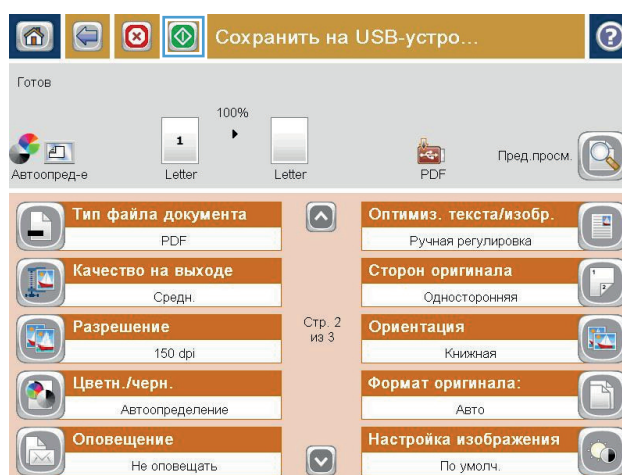 Сохранить на USB-устро...
?
Готов
100%
1
Автоопред-е
Letter
Letter
PDF
Пред.просм.
Тип файла документа
PDF
Оптимиз. текста/изобр.
Ручная регулировка
Качество на выходе
Средн.
Сторон оригинала
Односторонняя
1
2
Разрешение
150 dpi
Стр. 2
из 3
Ориентация
Книжная
Цветн./черн.
Автоопределение
Формат оригинала:
Авто
Оповещение
Не оповещать
Настройка изображения
По умолч.